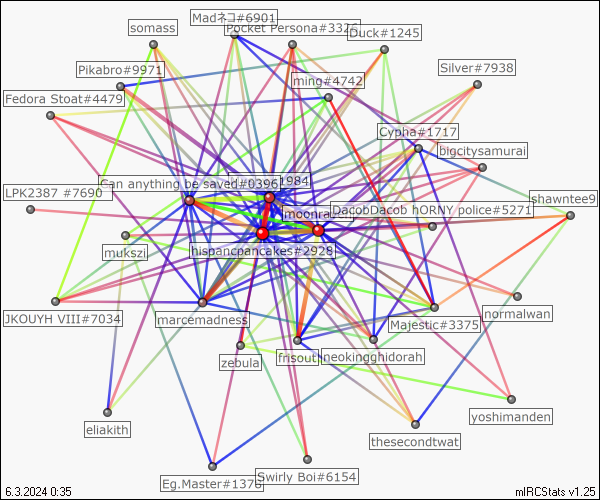 Madネコ#6901
somass
Pocket Persona#3326
Duck#1245
Pikabro#9971
Silver#7938
ming#4742
Fedora Stoat#4479
Cypha#1717
bigcitysamurai
Can anything be saved#0396
1984
LPK2387 #7690
shawntee9
moonra
DacobDacob hORNY police#5271
mukszi
hispancpancakes#2928
normalwan
JKOUYH VIII#7034
marcemadness
Majestic#3375
zebula
frisout
neokingghidorah
yoshimanden
eliakith
thesecondtwat
Swirly Boi#6154
Eg.Master#1376
6.3.2024 0:35
mIRCStats v1.25